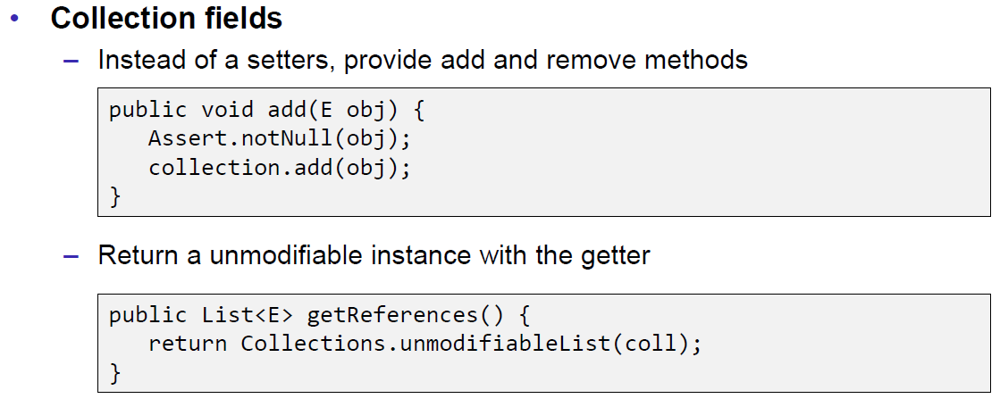 • Collection fields
– Instead of a setters, provide add and remove methods
public void add(E obj) {
   Assert.notNull(obj);
   collection.add(obj);
}
– Return a unmodifiable instance with the getter
public List<E> getReferences() {
   return Collections.unmodifiableList(coll);
}